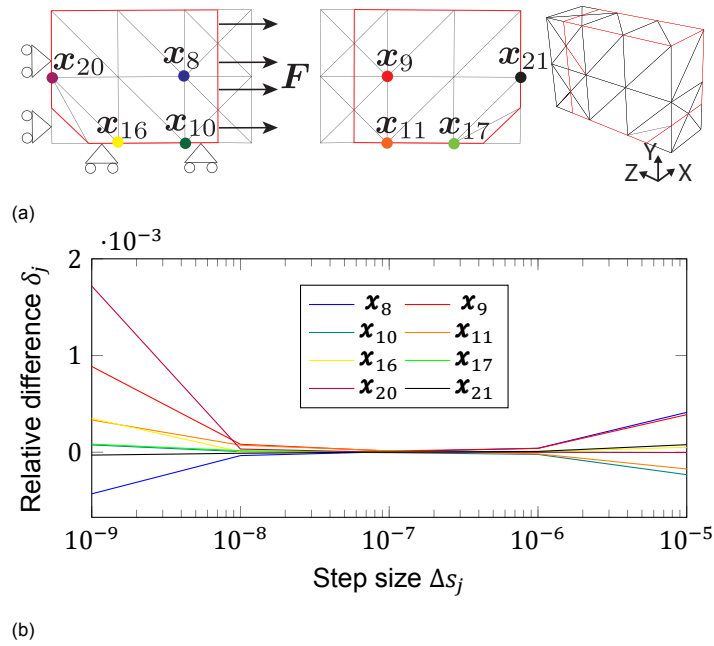 x₂₀ x₈ F x₉ x₂₁
x₁₆ x₁₀ x₁₁ x₁₇
Y
Z X
(a)
·10⁻³
2
1
0
Relative difference δⱼ
x₈ x₉
x₁₀ x₁₁
x₁₆ x₁₇
x₂₀ x₂₁
10⁻⁹ 10⁻⁸ 10⁻⁷ 10⁻⁶ 10⁻⁵
Step size Δsⱼ
(b)